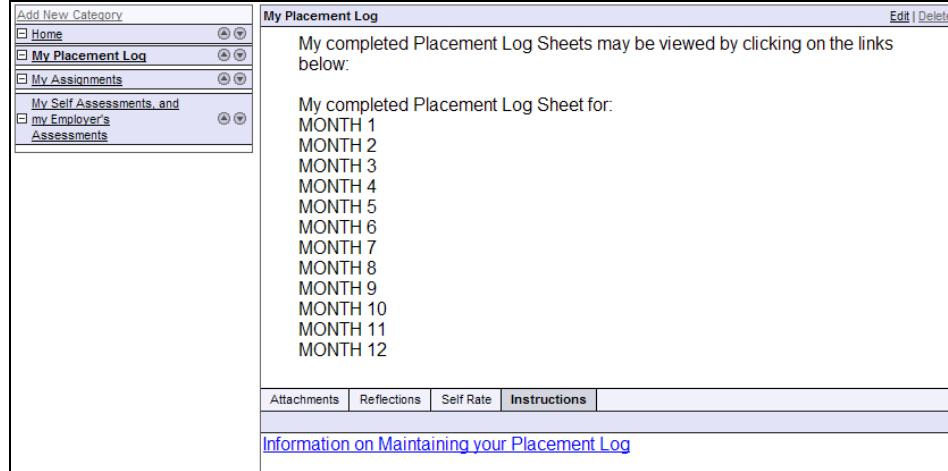 Add New Category
Home
My Placement Log
My Assignments
My Self Assessments, and
my Employer's
Assessments
My Placement Log
Edit | Delete
My completed Placement Log Sheets may be viewed by clicking on the links
below:
My completed Placement Log Sheet for:
MONTH 1
MONTH 2
MONTH 3
MONTH 4
MONTH 5
MONTH 6
MONTH 7
MONTH 8
MONTH 9
MONTH 10
MONTH 11
MONTH 12
Attachments Reflections Self Rate Instructions
Information on Maintaining your Placement Log